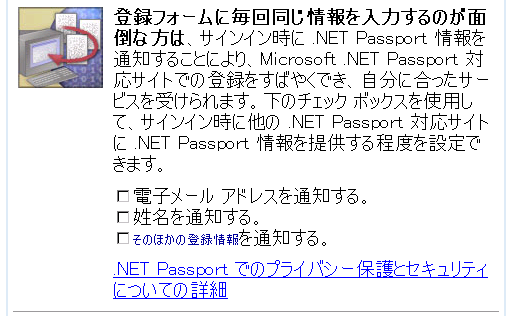 登録フォームに毎回同じ情報を入力するのが面
倒な方は、サインイン時に .NET Passport 情報を
通知することにより、Microsoft .NET Passport 対
応サイトでの登録をすばやくでき、自分に合ったサー
ビスを受けられます。下のチェック ボックスを使用し
て、サインイン時に他の .NET Passport 対応サイト
に .NET Passport 情報を提供する程度を設定で
きます。
電子メール アドレスを通知する。
姓名を通知する。
そのほかの登録情報を通知する。
.NET Passport でのプライバシー保護とセキュリティ
についての詳細